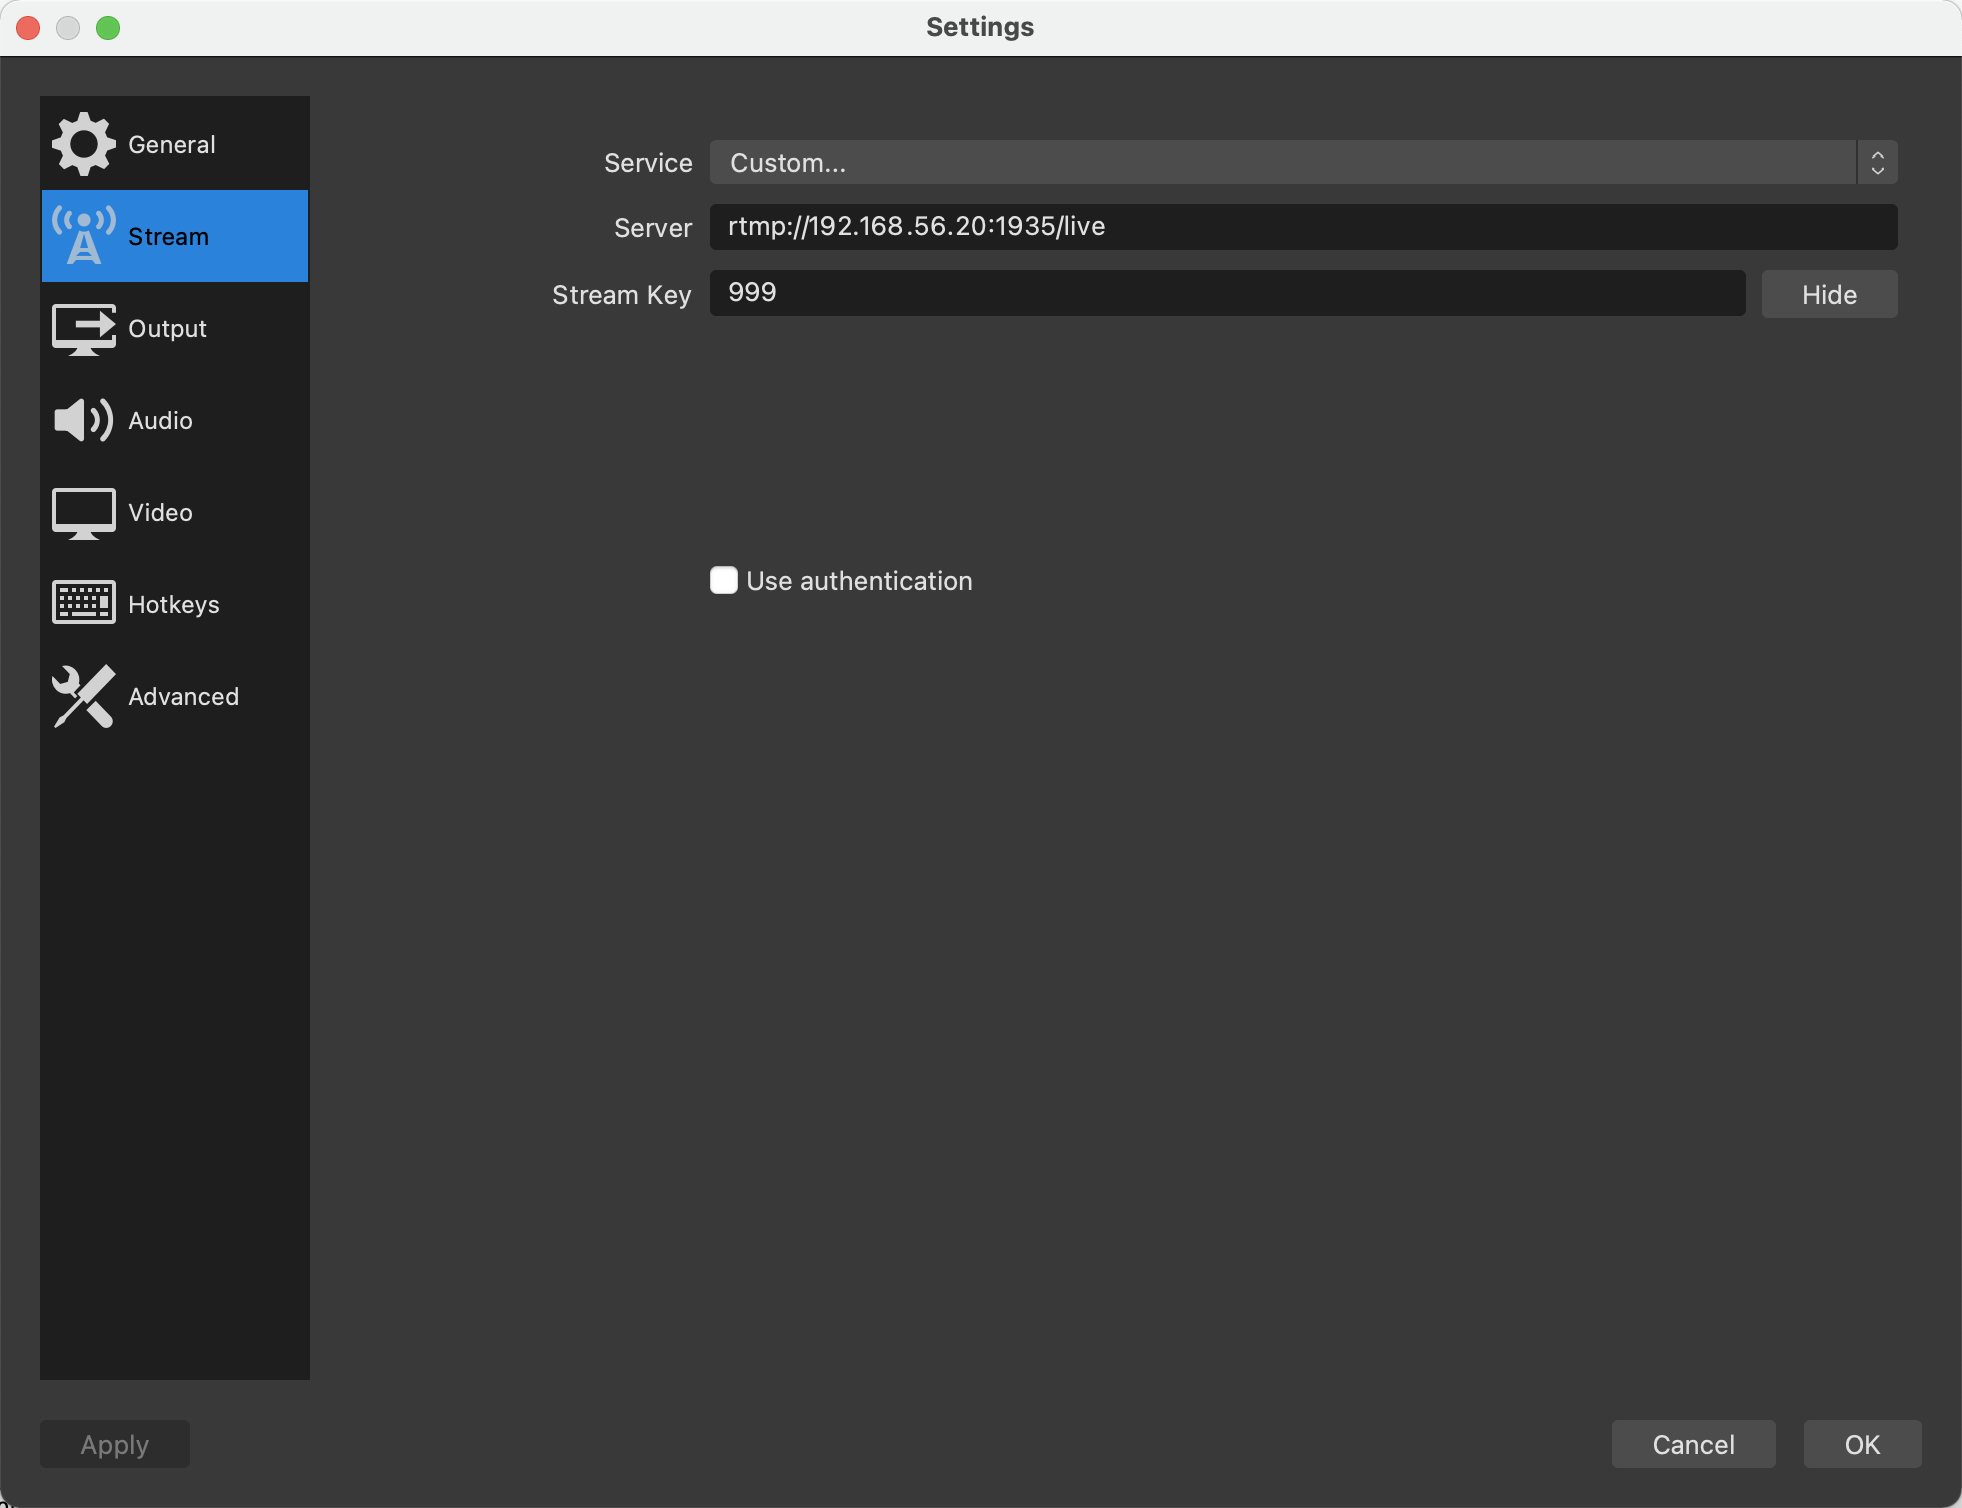 Settings
General
Stream
Output
Audio
Video
Hotkeys
Advanced
Service Custom...
Server rtmp://192.168.56.20:1935/live
Stream Key 999 Hide
Use authentication
Apply Cancel OK